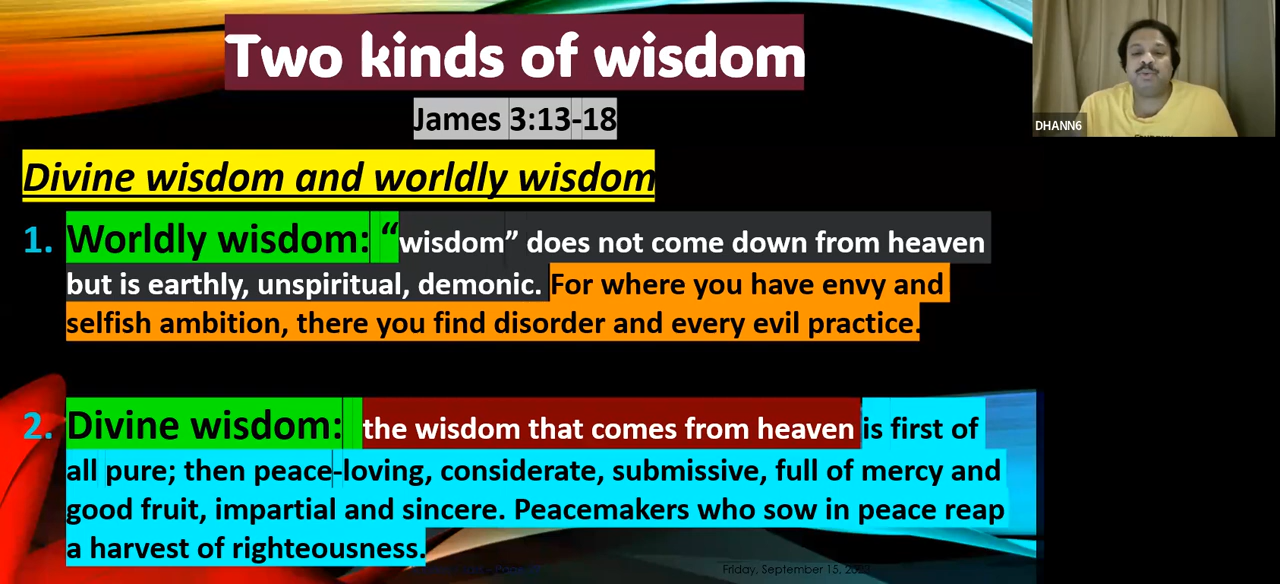 Two kinds of wisdom
James 3:13-18
DHANN6
Divine wisdom and worldly wisdom
1. Worldly wisdom: “wisdom” does not come down from heaven
but is earthly, unspiritual, demonic. For where you have envy and
selfish ambition, there you find disorder and every evil practice.
2. Divine wisdom: the wisdom that comes from heaven is first of
all pure; then peace-loving, considerate, submissive, full of mercy and
good fruit, impartial and sincere. Peacemakers who sow in peace reap
a harvest of righteousness.
Friday, September 15,